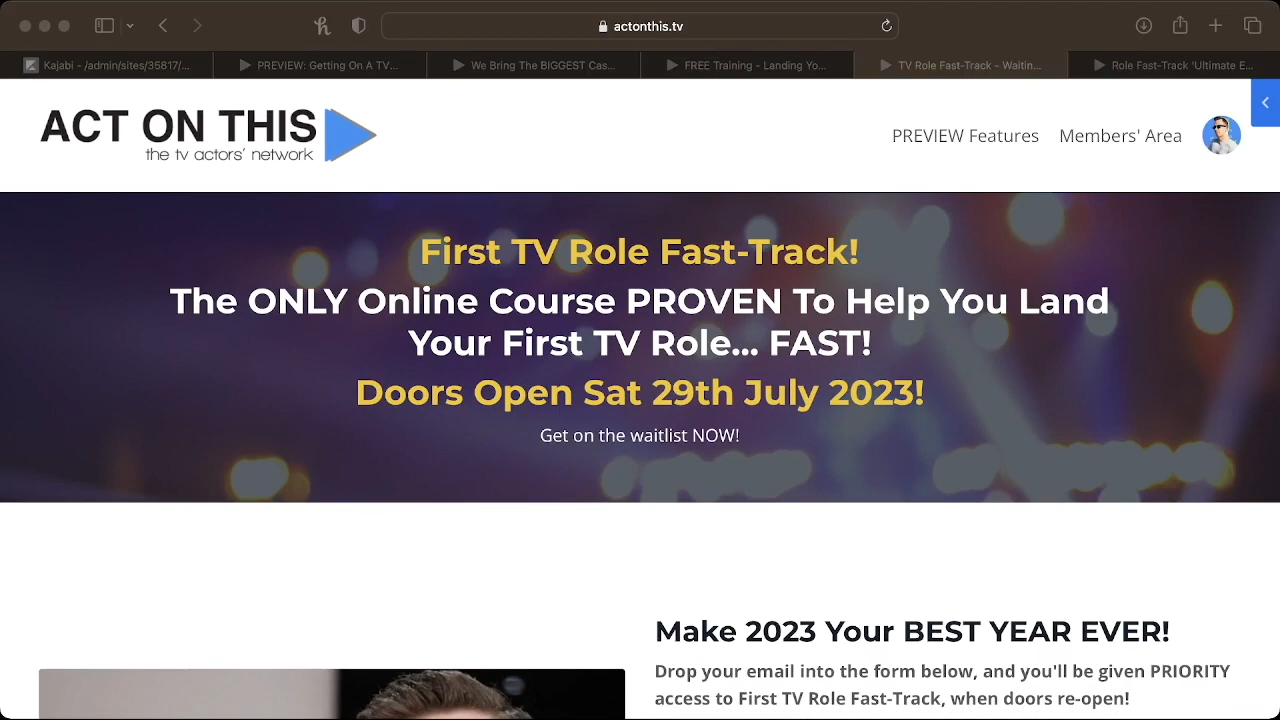 actonthis.tv
Kajabi - /admin/sites/35817/...
PREVIEW: Getting On A TV...
We Bring The BIGGEST Cas...
FREE Training - Landing Yo...
TV Role Fast-Track - Waitin...
Role Fast-Track 'Ultimate E...
ACT ON THIS
the tv actors' network
PREVIEW Features
Members' Area
First TV Role Fast-Track!
The ONLY Online Course PROVEN To Help You Land
Your First TV Role... FAST!
Doors Open Sat 29th July 2023!
Get on the waitlist NOW!
Make 2023 Your BEST YEAR EVER!
Drop your email into the form below, and you'll be given PRIORITY
access to First TV Role Fast-Track, when doors re-open!